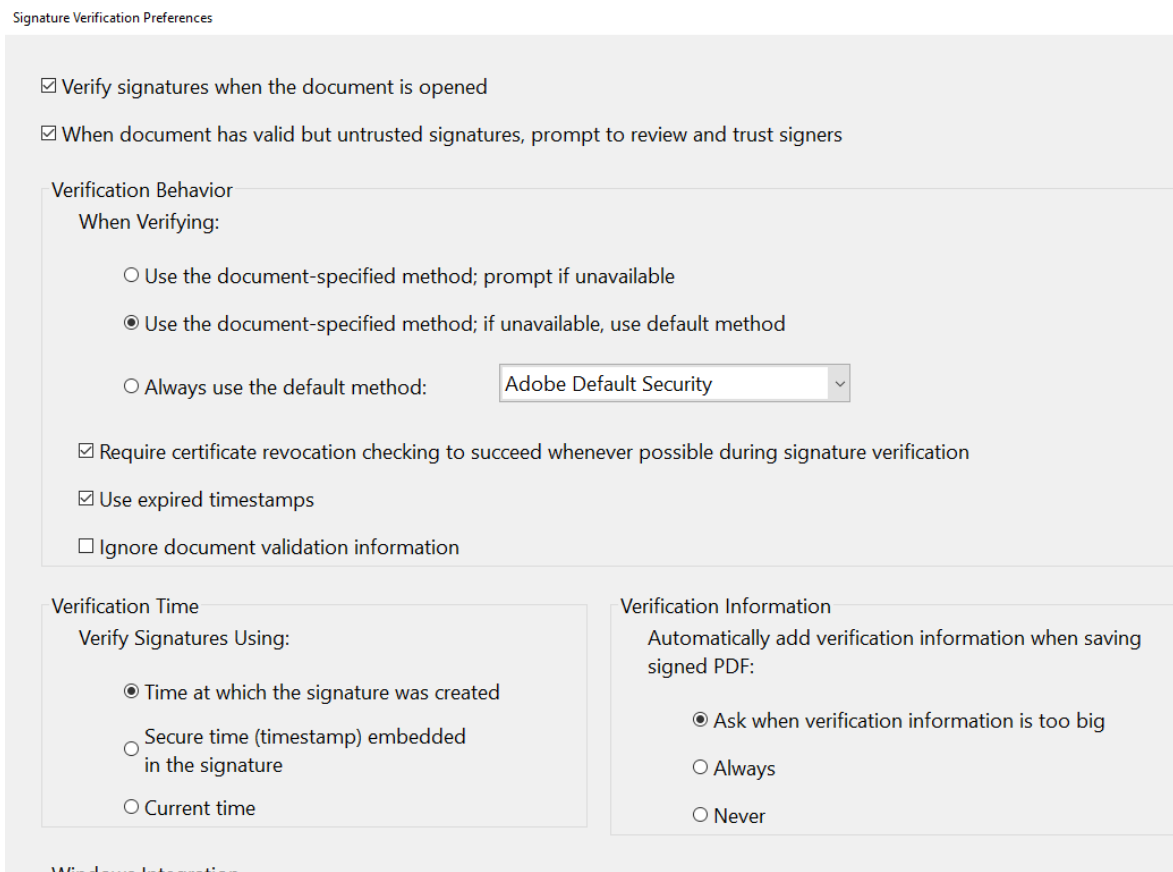 Signature Verification Preferences
Verify signatures when the document is opened
When document has valid but untrusted signatures, prompt to review and trust signers
Verification Behavior
When Verifying:
Use the document-specified method; prompt if unavailable
Use the document-specified method; if unavailable, use default method
Always use the default method:
Adobe Default Security
Require certificate revocation checking to succeed whenever possible during signature verification
Use expired timestamps
Ignore document validation information
Verification Time
Verify Signatures Using:
Time at which the signature was created
Secure time (timestamp) embedded
in the signature
Current time
Verification Information
Automatically add verification information when saving
signed PDF:
Ask when verification information is too big
Always
Never
Windows Integration